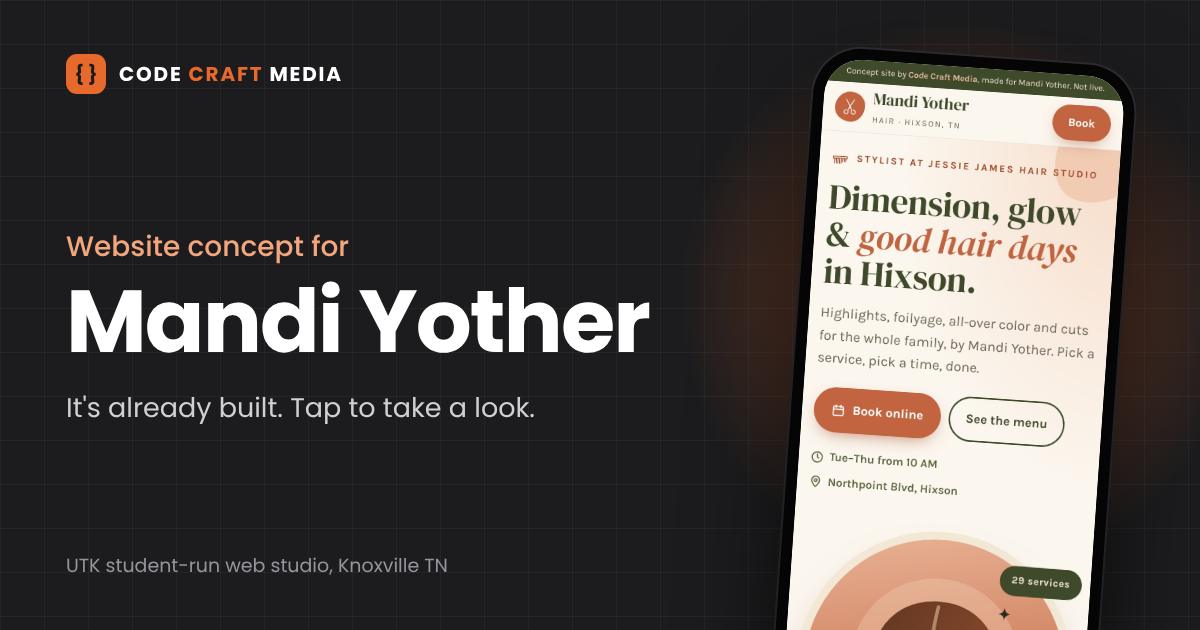 { } CODE CRAFT MEDIA
Website concept for
Mandi Yother
It's already built. Tap to take a look.
UTK student-run web studio, Knoxville TN
Concept site by Code Craft Media, made for Mandi Yother. Not live.
Mandi Yother
HAIR · HIXSON, TN
Book
STYLIST AT JESSIE JAMES HAIR STUDIO
Dimension, glow
& good hair days
in Hixson.
Highlights, foilyage, all-over color and cuts
for the whole family, by Mandi Yother. Pick a
service, pick a time, done.
Book online
See the menu
Tue–Thu from 10 AM
Northpoint Blvd, Hixson
29 services